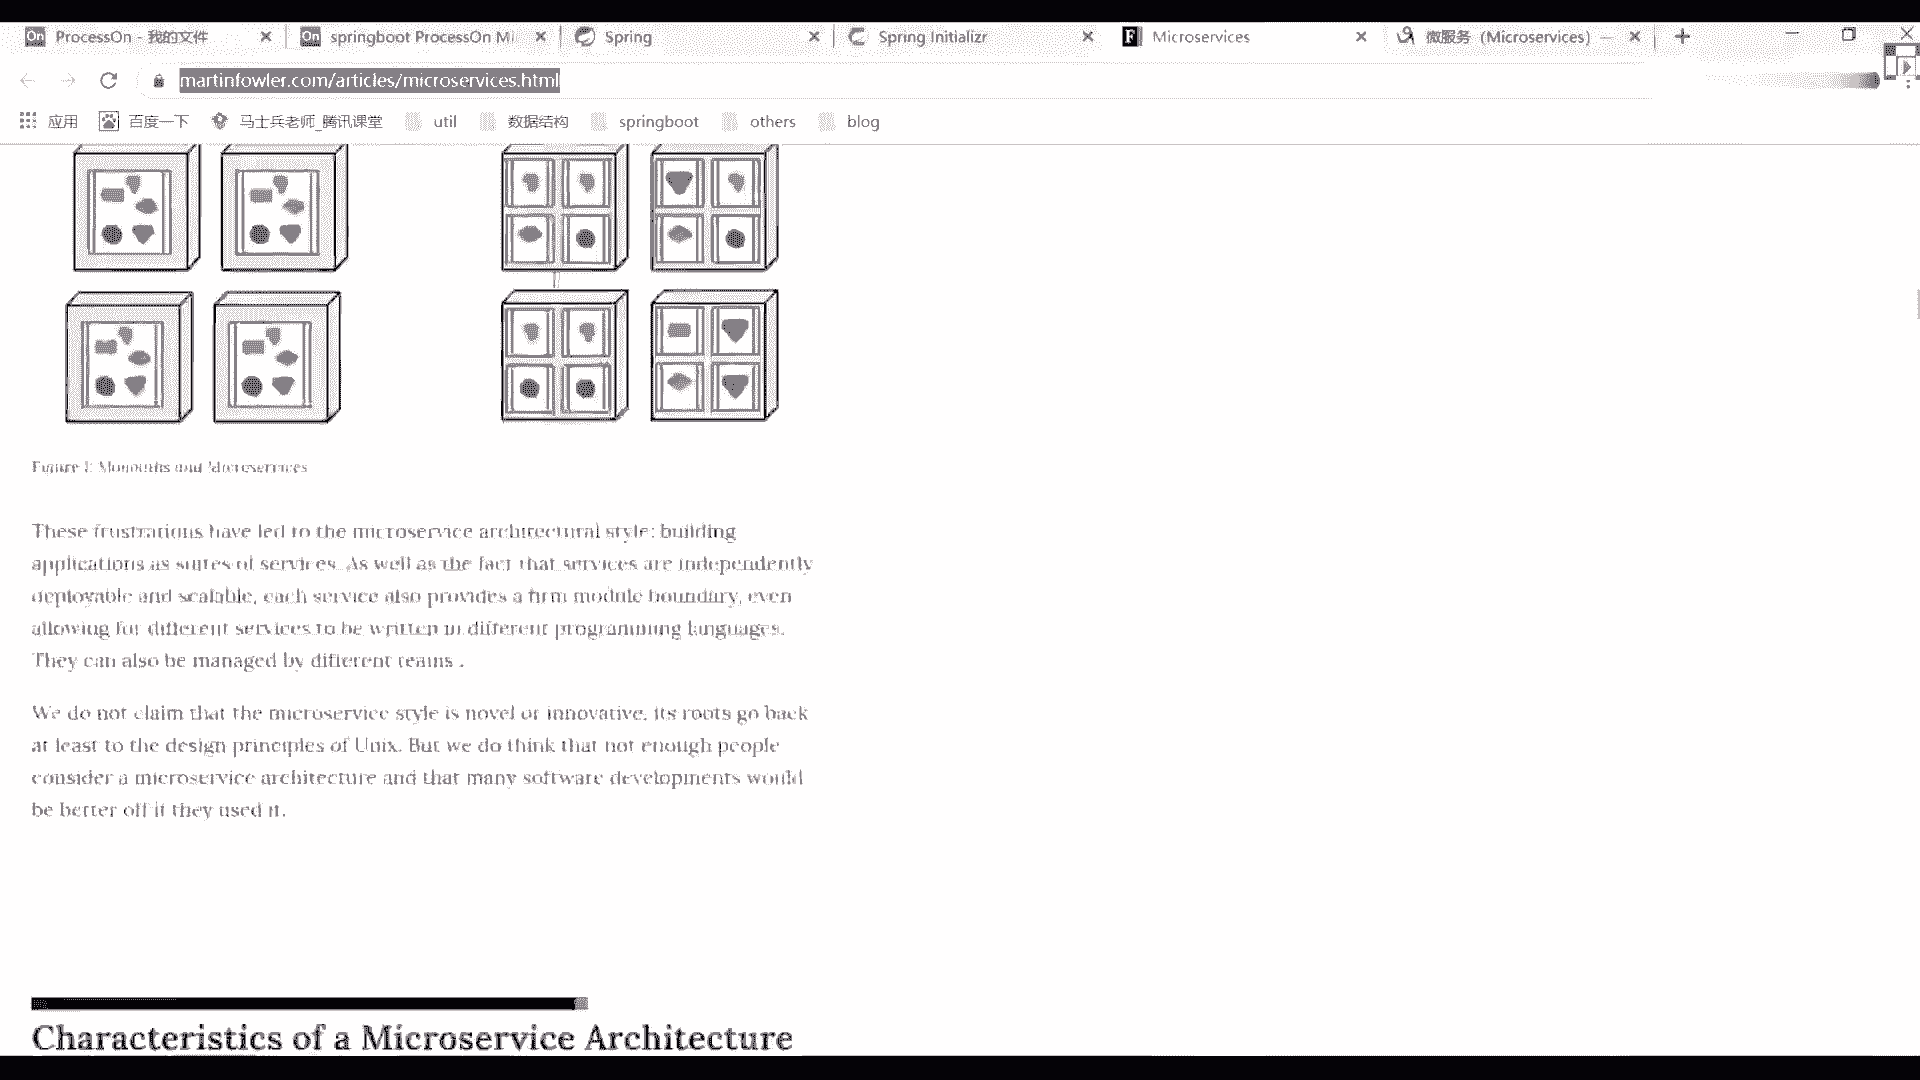 ProcessOn - 我的文件
springboot ProcessOn Mi
Spring
Spring Initializr
Microservices
微服务 (Microservices) —
martinfowler.com/articles/microservices.html
应用
百度一下
马士兵老师_腾讯课堂
util
数据结构
springboot
others
blog
Figure 1: Monoliths and Microservices
These frustrations have led to the microservice architectural style: building
applications as suites of services. As well as the fact that services are independently
deployable and scalable, each service also provides a firm module boundary, even
allowing for different services to be written in different programming languages.
They can also be managed by different teams .
We do not claim that the microservice style is novel or innovative, its roots go back
at least to the design principles of Unix. But we do think that not enough people
consider a microservice architecture and that many software developments would
be better off if they used it.
Characteristics of a Microservice Architecture